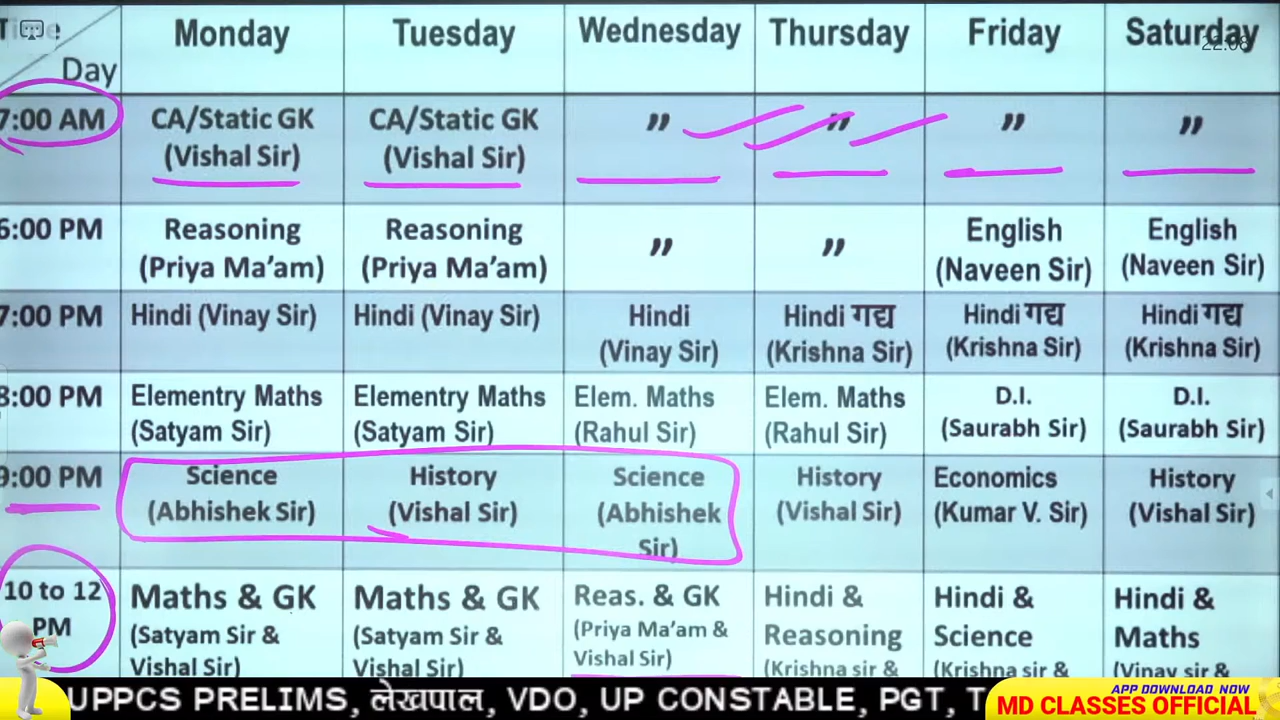 Time
Day
Monday Tuesday Wednesday Thursday Friday Saturday
22:08
7:00 AM
CA/Static GK
(Vishal Sir)
CA/Static GK
(Vishal Sir)
" " " "
6:00 PM
Reasoning
(Priya Ma'am)
Reasoning
(Priya Ma'am)
" "
English
(Naveen Sir)
English
(Naveen Sir)
7:00 PM
Hindi (Vinay Sir)
Hindi (Vinay Sir)
Hindi
(Vinay Sir)
Hindi गद्य
(Krishna Sir)
Hindi गद्य
(Krishna Sir)
Hindi गद्य
(Krishna Sir)
8:00 PM
Elementry Maths
(Satyam Sir)
Elementry Maths
(Satyam Sir)
Elem. Maths
(Rahul Sir)
Elem. Maths
(Rahul Sir)
D.I.
(Saurabh Sir)
D.I.
(Saurabh Sir)
9:00 PM
Science
(Abhishek Sir)
History
(Vishal Sir)
Science
(Abhishek
Sir)
History
(Vishal Sir)
Economics
(Kumar V. Sir)
History
(Vishal Sir)
10 to 12
PM
Maths & GK
(Satyam Sir &
Vishal Sir)
Maths & GK
(Satyam Sir &
Vishal Sir)
Reas. & GK
(Priya Ma'am &
Vishal Sir)
Hindi &
Reasoning
(Krishna sir &
Hindi &
Science
(Krishna sir &
Hindi &
Maths
(Vinay sir &
UPPCS PRELIMS, लेखपाल, VDO, UP CONSTABLE, PGT, T
APP DOWNLOAD NOW
MD CLASSES OFFICIAL